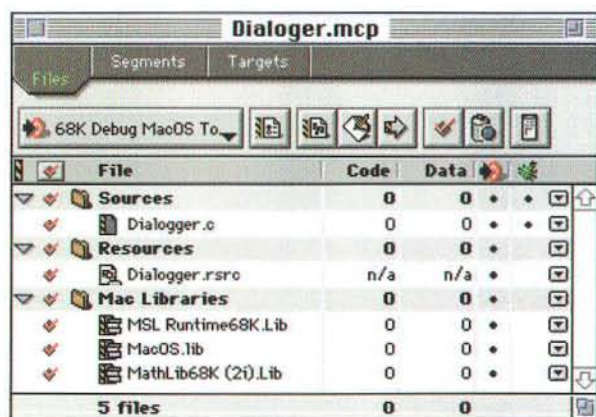 Dialoger.mcp
Files Segments Targets
68K Debug MacOS To...
File Code Data
Sources 0 0
Dialogger.c 0 0
Resources 0 0
Dialogger.rsrc n/a n/a
Mac Libraries 0 0
MSL Runtime68K.Lib 0 0
MacOS.lib 0 0
MathLib68K (2i).Lib 0 0
5 files 0 0